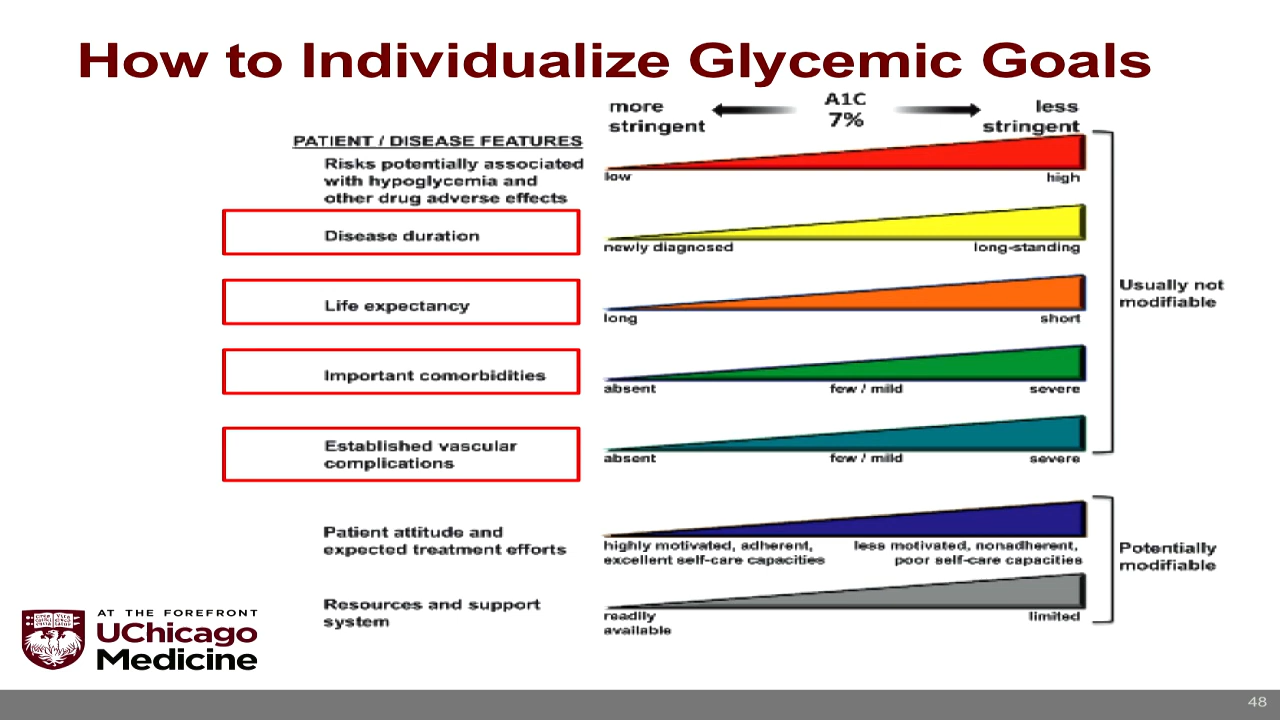 How to Individualize Glycemic Goals
more
stringent
A1C
7%
less
stringent
PATIENT / DISEASE FEATURES
Risks potentially associated
with hypoglycemia and
other drug adverse effects
low
high
Disease duration
newly diagnosed
long-standing
Life expectancy
long
short
Important comorbidities
absent
few / mild
severe
Established vascular
complications
absent
few / mild
severe
Usually not
modifiable
Patient attitude and
expected treatment efforts
highly motivated, adherent,
excellent self-care capacities
less motivated, nonadherent,
poor self-care capacities
Resources and support
system
readily
available
limited
Potentially
modifiable
AT THE FOREFRONT
UChicago
Medicine
48